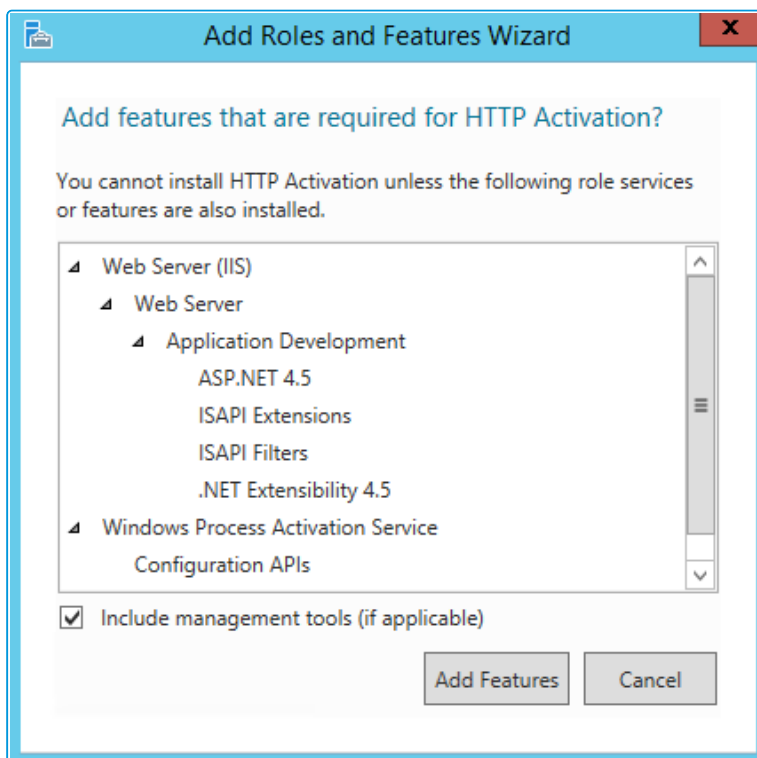 Add Roles and Features Wizard
x
Add features that are required for HTTP Activation?
You cannot install HTTP Activation unless the following role services
or features are also installed.
Web Server (IIS)
Web Server
Application Development
ASP.NET 4.5
ISAPI Extensions
ISAPI Filters
.NET Extensibility 4.5
Windows Process Activation Service
Configuration APIs
Include management tools (if applicable)
Add Features
Cancel